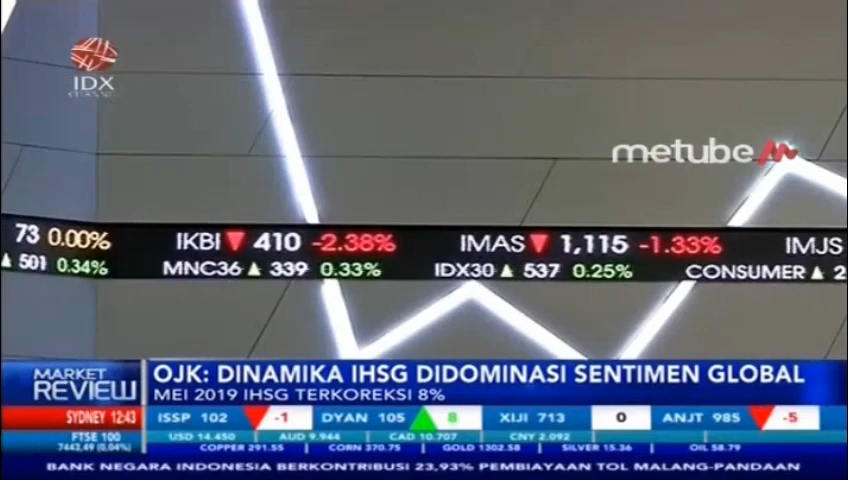 IDX
CHANNEL
metube
73 0.00% IKBI ▼ 410 -2.38% IMAS ▼ 1,115 -1.33% IMJS
▲ 501 0.34% MNC36 ▲ 339 0.33% IDX30 ▲ 537 0.25% CONSUMER ▲ 2
MARKET
REVIEW
OJK: DINAMIKA IHSG DIDOMINASI SENTIMEN GLOBAL
MEI 2019 IHSG TERKOREKSI 8%
SYDNEY 12:43 ISSP 102 ▼ -1 DYAN 105 ▲ 8 XIJI 713 0 ANJT 985 ▼ -5
FTSE 100 USD 14.450 AUD 9.944 CAD 10.707 CNY 2.092
7443,49 (0,04%) COPPER 291.55 CORN 370.75 GOLD 1302.58 SILVER 15.36 OIL 58.79
BANK NEGARA INDONESIA BERKONTRIBUSI 23,93% PEMBIAYAAN TOL MALANG-PANDAAN